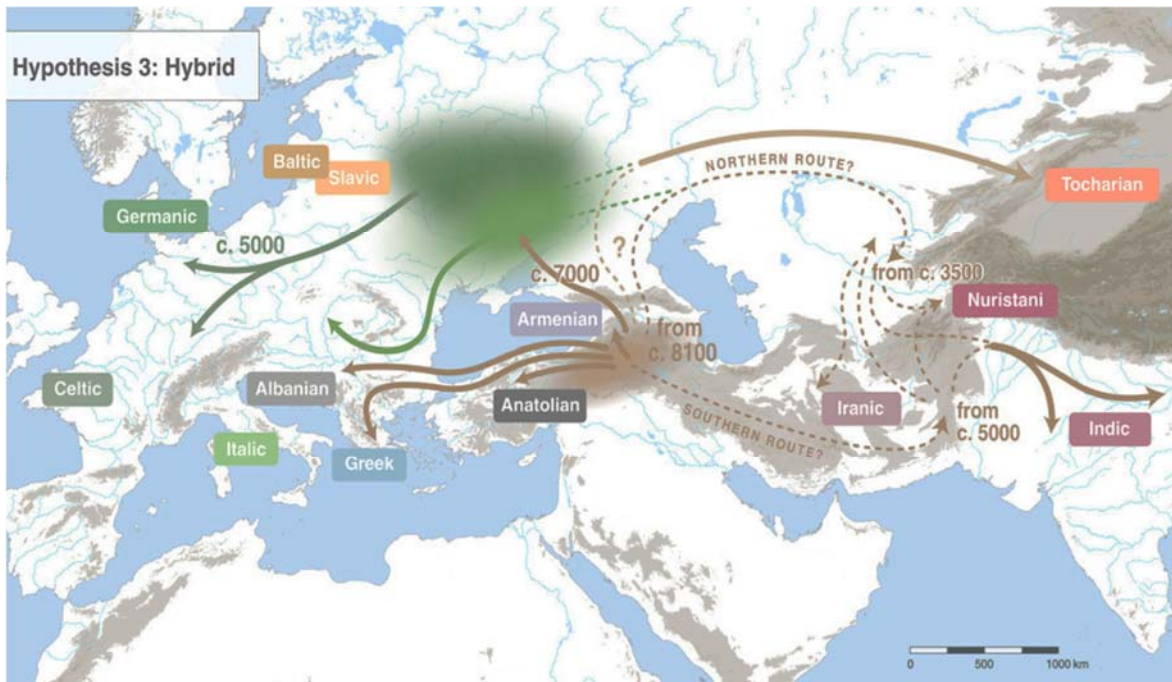 Hypothesis 3: Hybrid
Baltic
Slavic
Germanic
c. 5000
NORTHERN ROUTE?
Tocharian
?
c. 7000
from c. 3500
Nuristani
Armenian
from
c. 8100
Celtic
Albanian
Anatolian
Iranic
from
c. 5000
SOUTHERN ROUTE?
Indic
Italic
Greek
0 500 1000 km